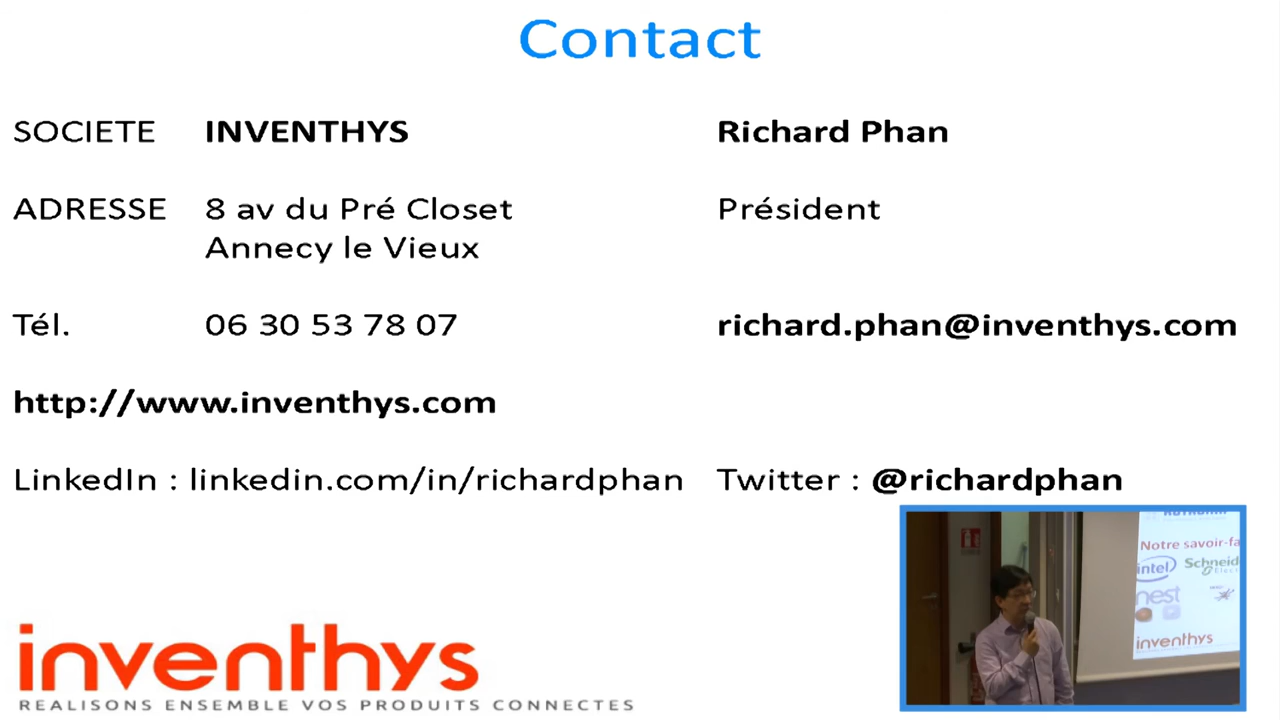 Contact
SOCIETE INVENTHYS Richard Phan
ADRESSE 8 av du Pré Closet Président
Annecy le Vieux
Tél. 06 30 53 78 07 richard.phan@inventhys.com
http://www.inventhys.com
LinkedIn : linkedin.com/in/richardphan Twitter : @richardphan
Notre savoir-fa
intel Schneid
Elect
nest
inventhys
inventhys
REALISONS ENSEMBLE VOS PRODUITS CONNECTES